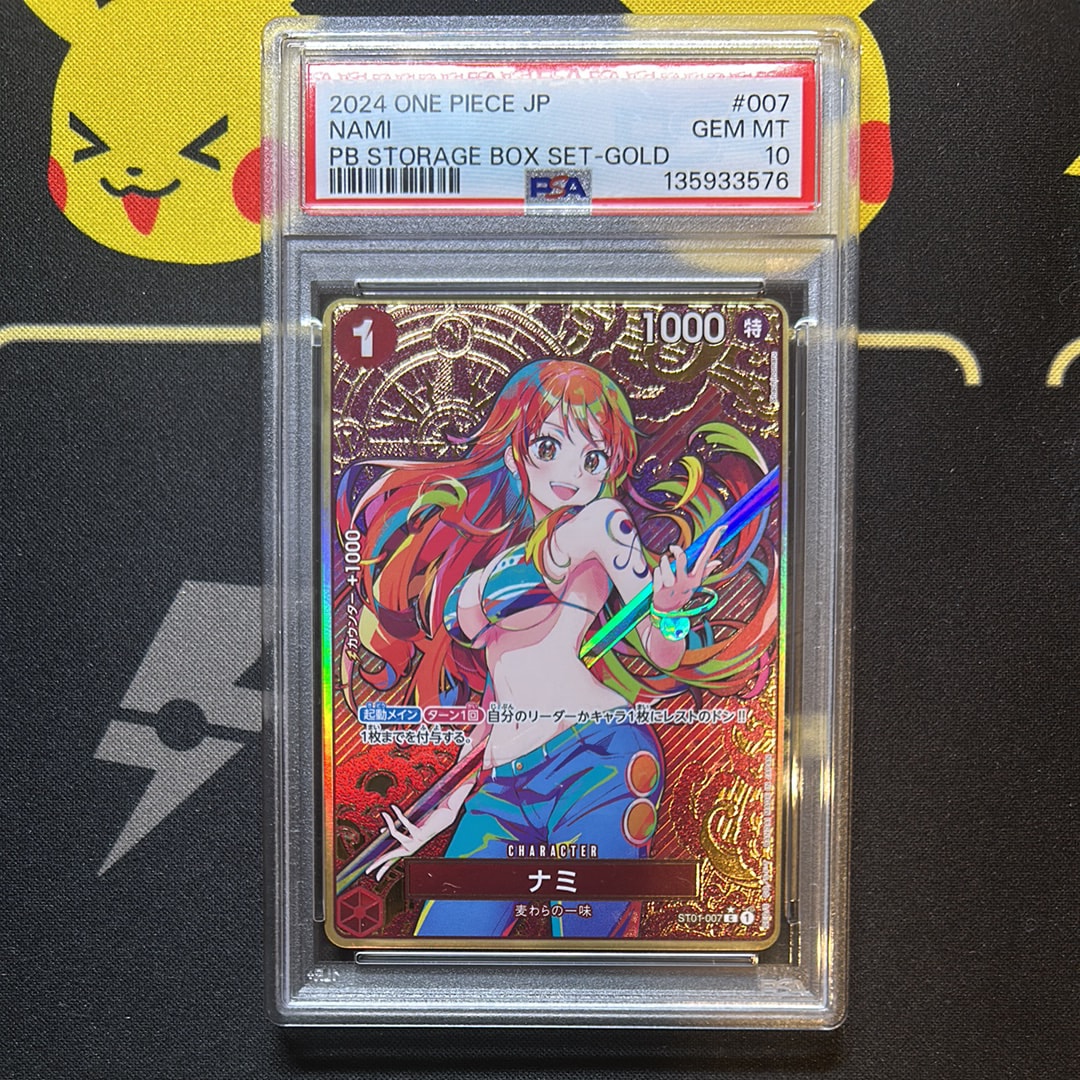 2024 ONE PIECE JP #007
NAMI GEM MT
PB STORAGE BOX SET-GOLD 10
PSA 135933576
1 1000 特
カウンター+1000
起動メイン ターン1回 自分のリーダーかキャラ1枚にレストのドン!!
1枚までを付与する。
CHARACTER
ナミ
麦わらの一味
ST01-007 C 1